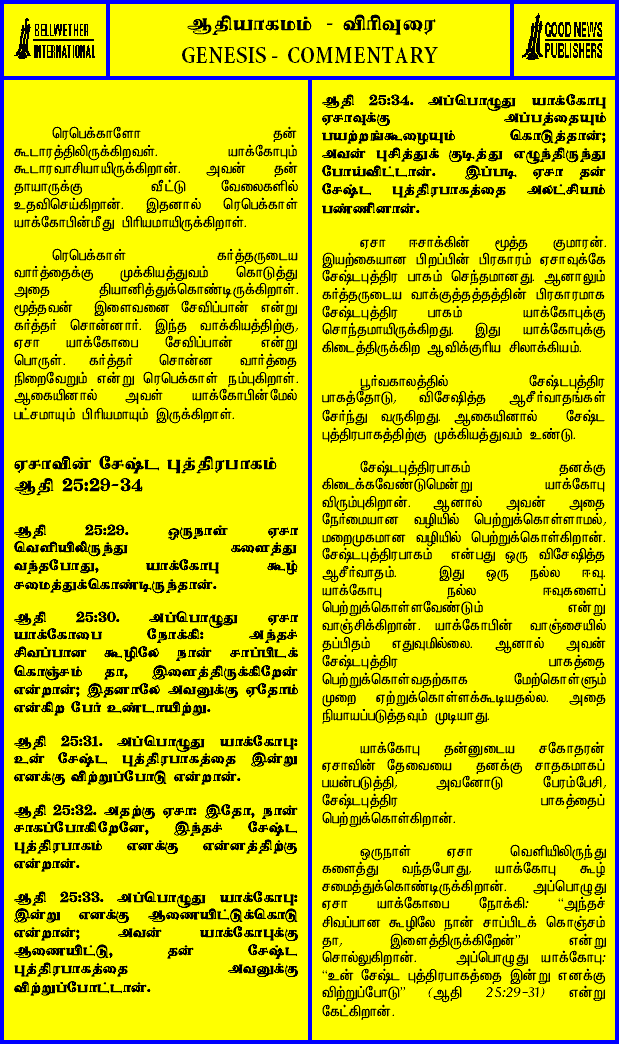 BELLWETHER
INTERNATIONAL
ஆதியாகமம் - விரிவுரை
GENESIS - COMMENTARY
GOOD NEWS
PUBLISHERS
ரெபெக்காளோ தன்
கூடாரத்திலிருக்கிறவள். யாக்கோபும்
கூடாரவாசியாயிருக்கிறான். அவன் தன்
தாயாருக்கு வீட்டு வேலைகளில்
உதவிசெய்கிறான். இதனால் ரெபெக்காள்
யாக்கோபின்மீது பிரியமாயிருக்கிறாள்.
ரெபெக்காள் கர்த்தருடைய
வார்த்தைக்கு முக்கியத்துவம் கொடுத்து
அதை தியானித்துக்கொண்டிருக்கிறாள்.
மூத்தவன் இளைவனை சேவிப்பான் என்று
கர்த்தர் சொன்னார். இந்த வாக்கியத்திற்கு,
ஏசா யாக்கோபை சேவிப்பான் என்று
பொருள். கர்த்தர் சொன்ன வார்த்தை
நிறைவேறும் என்று ரெபெக்காள் நம்புகிறாள்.
ஆகையினால் அவள் யாக்கோபின்மேல்
பட்சமாயும் பிரியமாயும் இருக்கிறாள்.
ஏசாவின் சேஷ்ட புத்திரபாகம்
ஆதி 25:29-34
ஆதி 25:29. ஒருநாள் ஏசா
வெளியிலிருந்து களைத்து
வந்தபோது, யாக்கோபு கூழ்
சமைத்துக்கொண்டிருந்தான்.
ஆதி 25:30. அப்பொழுது ஏசா
யாக்கோபை நோக்கி: அந்தச்
சிவப்பான கூழிலே நான் சாப்பிடக்
கொஞ்சம் தா, இளைத்திருக்கிறேன்
என்றான்; இதனாலே அவனுக்கு ஏதோம்
என்கிற பேர் உண்டாயிற்று.
ஆதி 25:31. அப்பொழுது யாக்கோபு:
உன் சேஷ்ட புத்திரபாகத்தை இன்று
எனக்கு விற்றுப்போடு என்றான்.
ஆதி 25:32. அதற்கு ஏசா: இதோ, நான்
சாகப்போகிறேனே, இந்தச் சேஷ்ட
புத்திரபாகம் எனக்கு என்னத்திற்கு
என்றான்.
ஆதி 25:33. அப்பொழுது யாக்கோபு:
இன்று எனக்கு ஆணையிட்டுக்கொடு
என்றான்; அவன் யாக்கோபுக்கு
ஆணையிட்டு, தன் சேஷ்ட
புத்திரபாகத்தை அவனுக்கு
விற்றுப்போட்டான்.
ஆதி 25:34. அப்பொழுது யாக்கோபு
ஏசாவுக்கு அப்பத்தையும்
பயற்றங்கூழையும் கொடுத்தான்;
அவன் புசித்துக் குடித்து எழுந்திருந்து
போய்விட்டான். இப்படி ஏசா தன்
சேஷ்ட புத்திரபாகத்தை அலட்சியம்
பண்ணினான்.
ஏசா ஈசாக்கின் மூத்த குமாரன்.
இயற்கையான பிறப்பின் பிரகாரம் ஏசாவுக்கே
சேஷ்டபுத்திர பாகம் சொந்தமானது. ஆனாலும்
கர்த்தருடைய வாக்குத்தத்தத்தின் பிரகாரமாக
சேஷ்டபுத்திர பாகம் யாக்கோபுக்கு
சொந்தமாயிருக்கிறது. இது யாக்கோபுக்கு
கிடைத்திருக்கிற ஆவிக்குரிய சிலாக்கியம்.
பூர்வகாலத்தில் சேஷ்டபுத்திர
பாகத்தோடு, விசேஷித்த ஆசீர்வாதங்கள்
சேர்ந்து வருகிறது. ஆகையினால் சேஷ்ட
புத்திரபாகத்திற்கு முக்கியத்துவம் உண்டு.
சேஷ்டபுத்திரபாகம் தனக்கு
கிடைக்கவேண்டுமென்று யாக்கோபு
விரும்புகிறான். ஆனால் அவன் அதை
நேர்மையான வழியில் பெற்றுக்கொள்ளாமல்,
மறைமுகமான வழியில் பெற்றுக்கொள்கிறான்.
சேஷ்டபுத்திரபாகம் என்பது ஒரு விசேஷித்த
ஆசீர்வாதம். இது ஒரு நல்ல ஈவு.
யாக்கோபு நல்ல ஈவுகளைப்
பெற்றுக்கொள்ளவேண்டும் என்று
வாஞ்சிக்கிறான். யாக்கோபின் வாஞ்சையில்
தப்பிதம் எதுவுமில்லை. ஆனால் அவன்
சேஷ்டபுத்திர பாகத்தை
பெற்றுக்கொள்வதற்காக மேற்கொள்ளும்
முறை ஏற்றுக்கொள்ளக்கூடியதல்ல. அதை
நியாயப்படுத்தவும் முடியாது.
யாக்கோபு தன்னுடைய சகோதரன்
ஏசாவின் தேவையை தனக்கு சாதகமாகப்
பயன்படுத்தி, அவனோடு பேரம்பேசி,
சேஷ்டபுத்திர பாகத்தைப்
பெற்றுக்கொள்கிறான்.
ஒருநாள் ஏசா வெளியிலிருந்து
களைத்து வந்தபோது, யாக்கோபு கூழ்
சமைத்துக்கொண்டிருக்கிறான். அப்பொழுது
ஏசா யாக்கோபை நோக்கி: “அந்தச்
சிவப்பான கூழிலே நான் சாப்பிடக் கொஞ்சம்
தா, இளைத்திருக்கிறேன்” என்று
சொல்லுகிறான். அப்பொழுது யாக்கோபு:
“உன் சேஷ்ட புத்திரபாகத்தை இன்று எனக்கு
விற்றுப்போடு” (ஆதி 25:29-31) என்று
கேட்கிறான்.